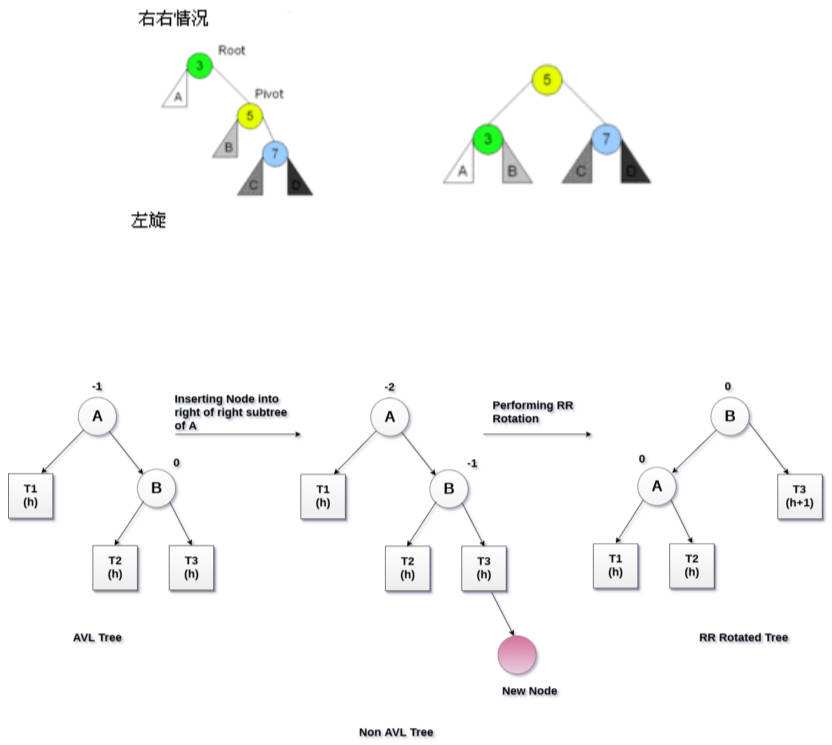 右右情況
Root
3
Pivot
A
5
B
7
C
D
5
3
7
A
B
C
D
左旋
-1
A
Inserting Node into
right of right subtree
of A
0
B
T1
(h)
T2
(h)
T3
(h)
AVL Tree
-2
A
Performing RR
Rotation
-1
B
T1
(h)
T2
(h)
T3
(h)
New Node
Non AVL Tree
0
B
0
A
T3
(h+1)
T1
(h)
T2
(h)
RR Rotated Tree